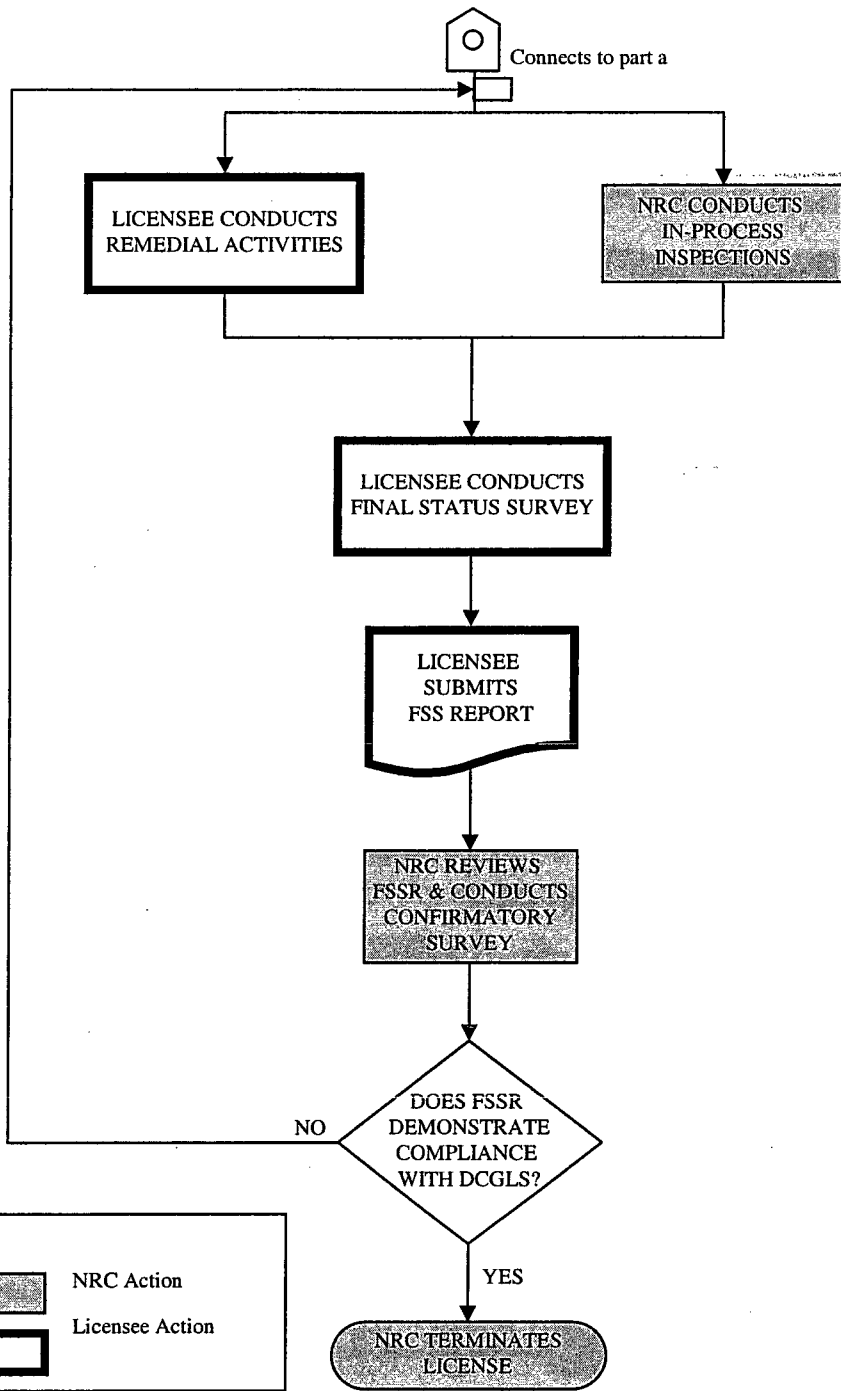 Connects to part a
LICENSEE CONDUCTS
REMEDIAL ACTIVITIES
NRC CONDUCTS
IN-PROCESS
INSPECTIONS
LICENSEE CONDUCTS
FINAL STATUS SURVEY
LICENSEE
SUBMITS
FSS REPORT
NRC REVIEWS
FSSR & CONDUCTS
CONFIRMATORY
SURVEY
DOES FSSR
DEMONSTRATE
COMPLIANCE
WITH DCGLS?
NO
YES
NRC TERMINATES
LICENSE
NRC Action
Licensee Action